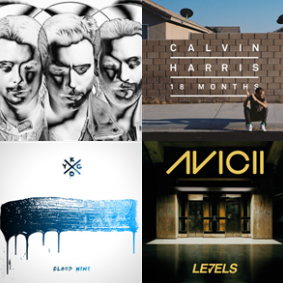 CALVIN
HARRIS
18 MONTHS
K
Y G
O
CLOUD NINE
AVICII
LE7ELS